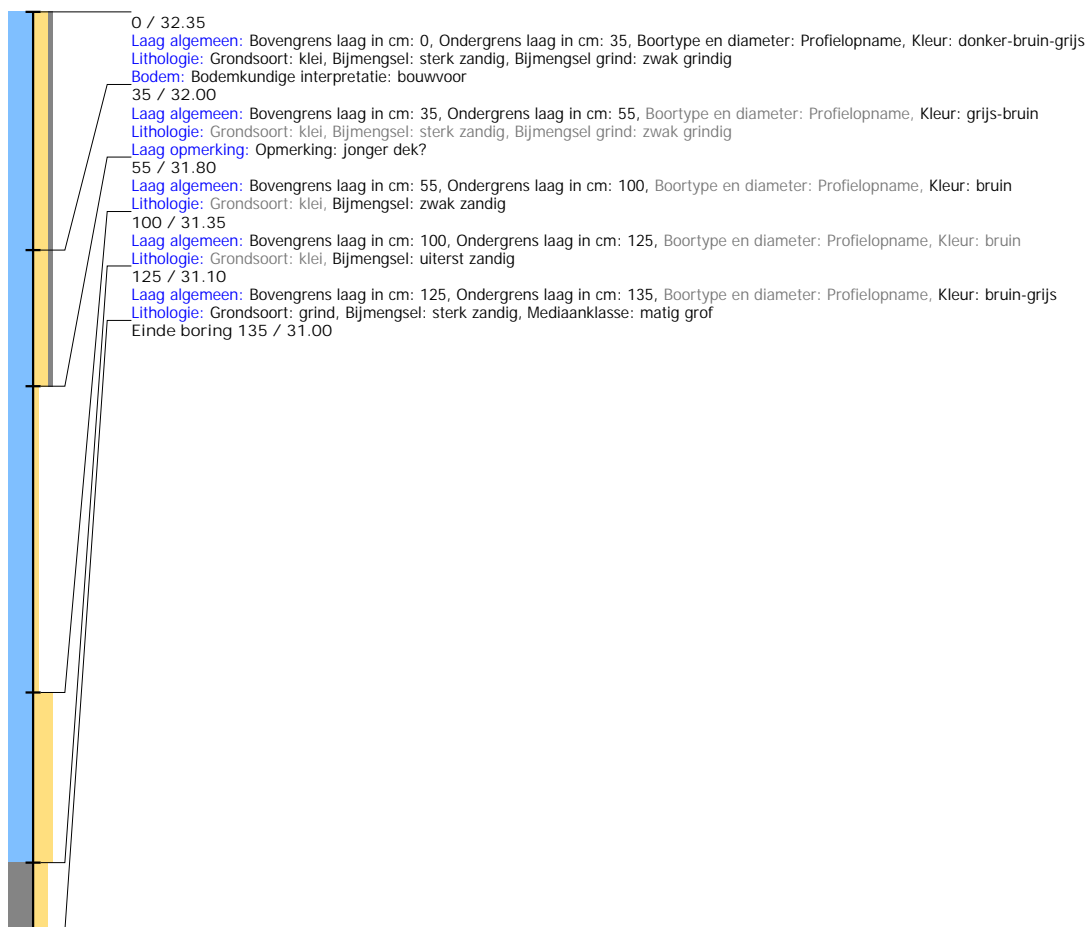 0 / 32.35
Laag algemeen: Bovengrens laag in cm: 0, Ondergrens laag in cm: 35, Boortype en diameter: Profielopname, Kleur: donker-bruin-grijs
Lithologie: Grondsoort: klei, Bijmengsel: sterk zandig, Bijmengsel grind: zwak grindig
Bodem: Bodemkundige interpretatie: bouwvoor
35 / 32.00
Laag algemeen: Bovengrens laag in cm: 35, Ondergrens laag in cm: 55, Boortype en diameter: Profielopname, Kleur: grijs-bruin
Lithologie: Grondsoort: klei, Bijmengsel: sterk zandig, Bijmengsel grind: zwak grindig
Laag opmerking: Opmerking: jonger dek?
55 / 31.80
Laag algemeen: Bovengrens laag in cm: 55, Ondergrens laag in cm: 100, Boortype en diameter: Profielopname, Kleur: bruin
Lithologie: Grondsoort: klei, Bijmengsel: zwak zandig
100 / 31.35
Laag algemeen: Bovengrens laag in cm: 100, Ondergrens laag in cm: 125, Boortype en diameter: Profielopname, Kleur: bruin
Lithologie: Grondsoort: klei, Bijmengsel: uiterst zandig
125 / 31.10
Laag algemeen: Bovengrens laag in cm: 125, Ondergrens laag in cm: 135, Boortype en diameter: Profielopname, Kleur: bruin-grijs
Lithologie: Grondsoort: grind, Bijmengsel: sterk zandig, Mediaanklasse: matig grof
Einde boring 135 / 31.00